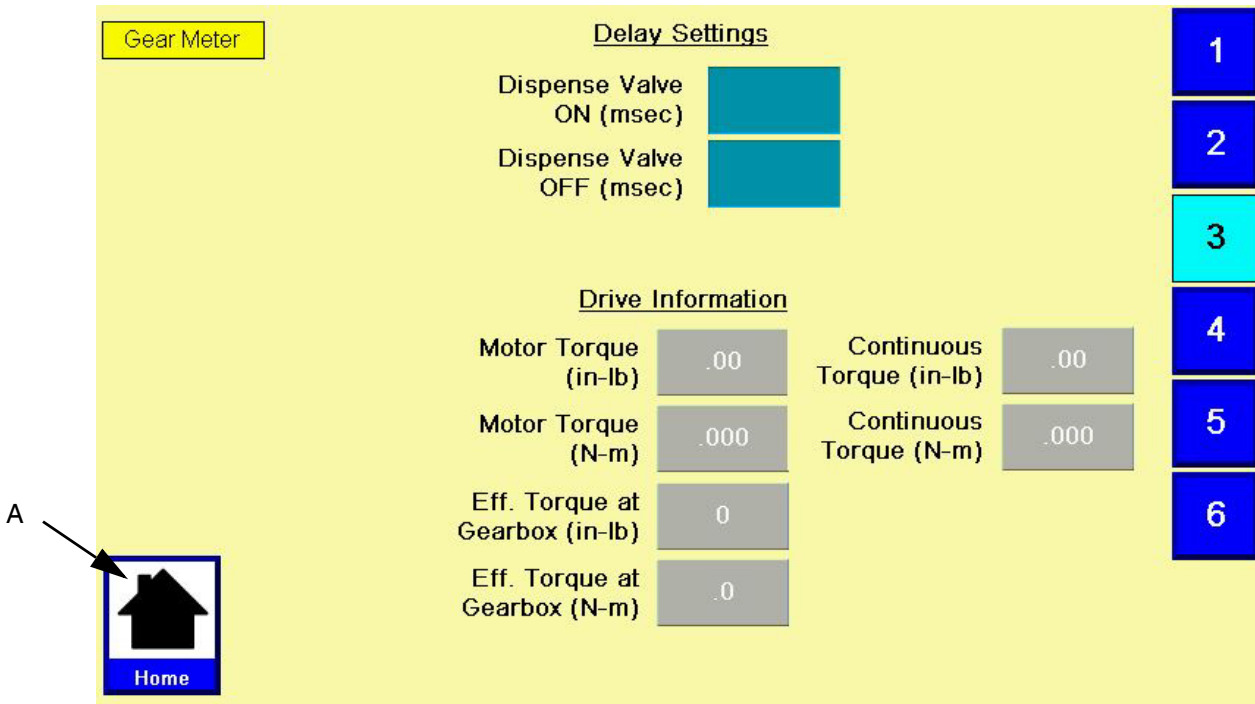 Gear Meter
Delay Settings
Dispense Valve
ON (msec)
Dispense Valve
OFF (msec)
Drive Information
Motor Torque
(in-lb)
.00
Continuous
Torque (in-lb)
.00
Motor Torque
(N-m)
.000
Continuous
Torque (N-m)
.000
Eff. Torque at
Gearbox (in-lb)
0
Eff. Torque at
Gearbox (N-m)
.0
1
2
3
4
5
6
A
Home